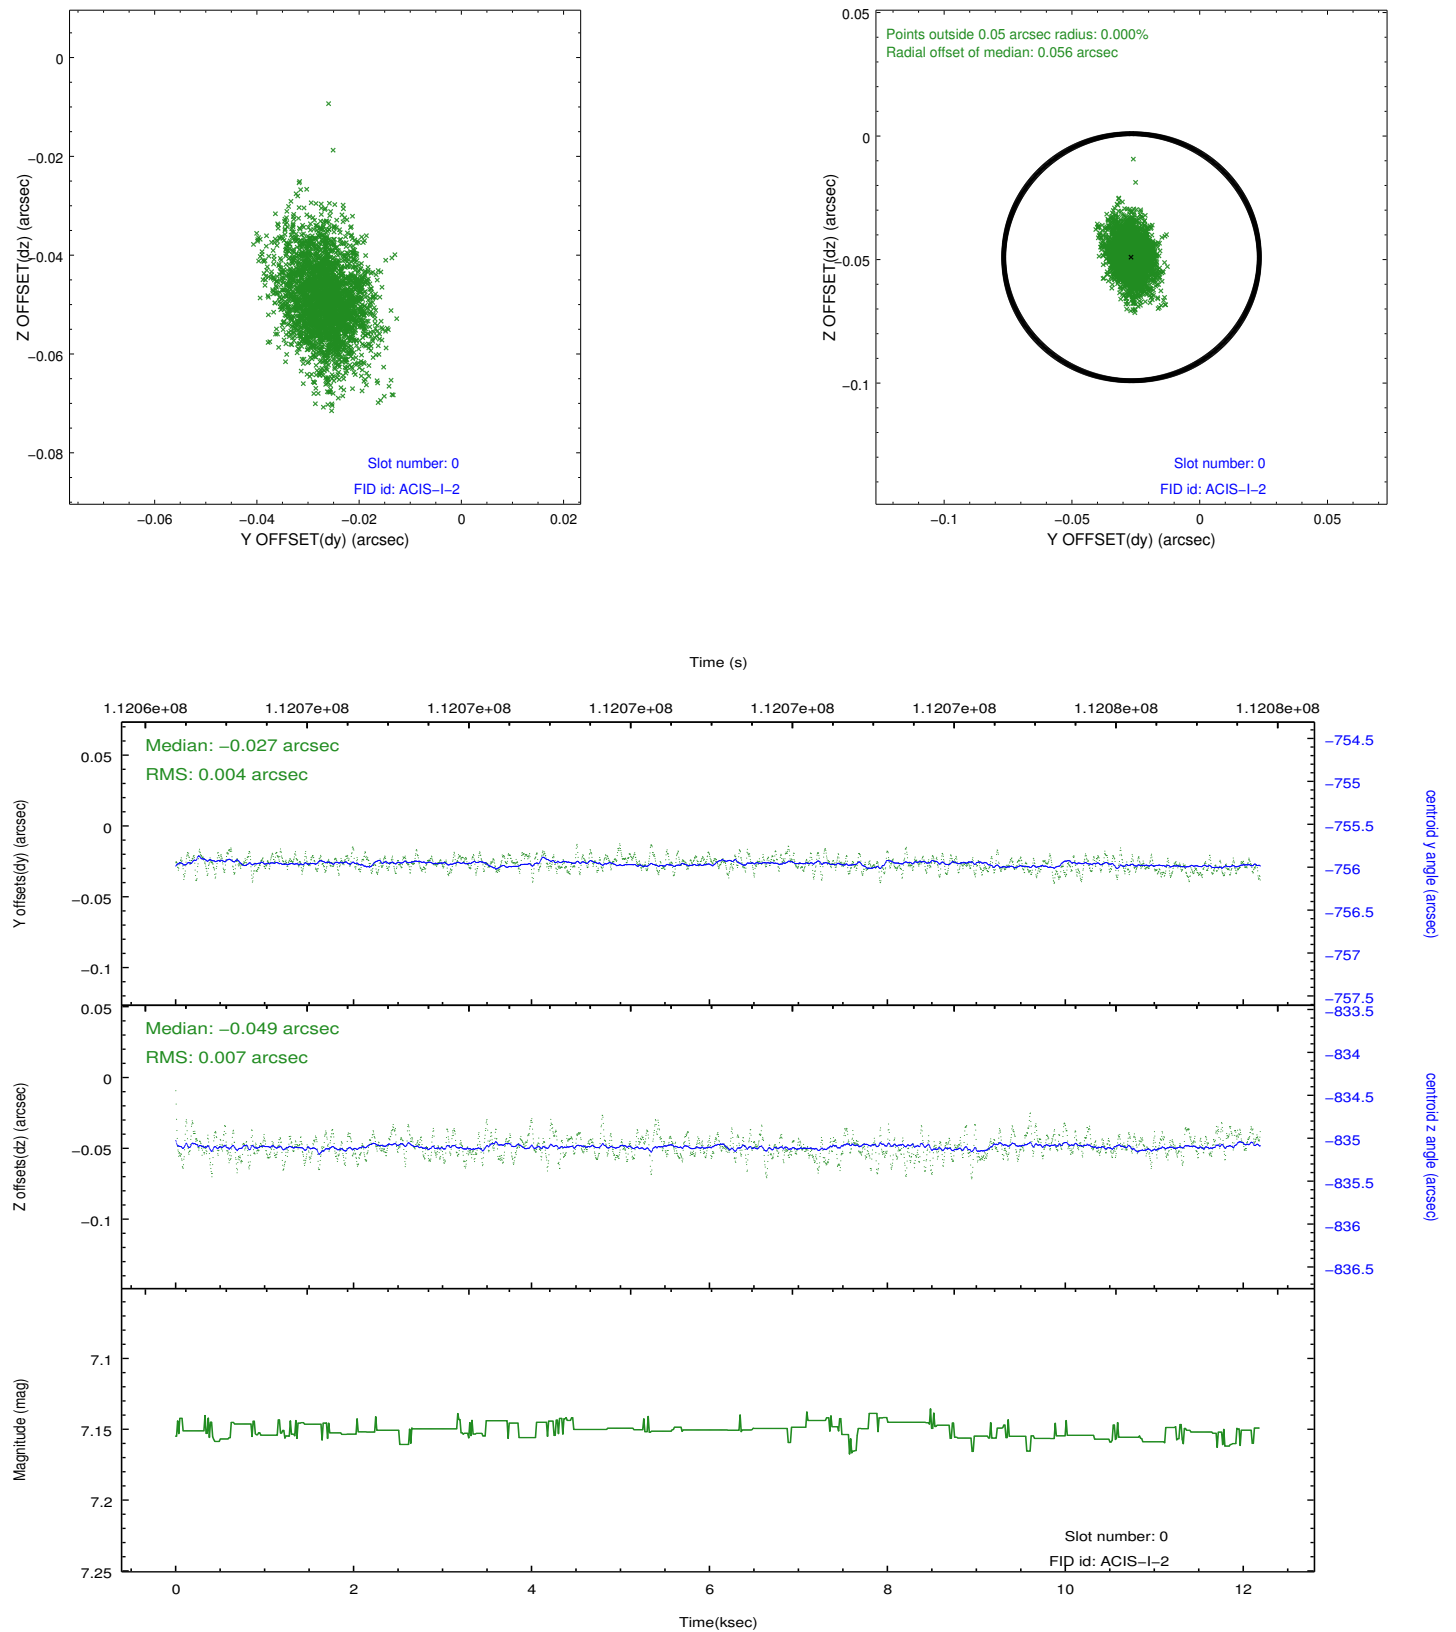 0
−0.02
−0.04
−0.06
−0.08
Z OFFSET(dz) (arcsec)
Slot number: 0
FID id: ACIS−I−2
−0.06 −0.04 −0.02 0 0.02
Y OFFSET(dy) (arcsec)
0.05
Points outside 0.05 arcsec radius: 0.000%
Radial offset of median: 0.056 arcsec
0
−0.05
−0.1
Z OFFSET(dz) (arcsec)
Slot number: 0
FID id: ACIS−I−2
−0.1 −0.05 0 0.05
Y OFFSET(dy) (arcsec)
Time (s)
1.1206e+08 1.1207e+08 1.1207e+08 1.1207e+08 1.1207e+08 1.1207e+08 1.1208e+08 1.1208e+08
Median: −0.027 arcsec
RMS: 0.004 arcsec
0.05
0
−0.05
−0.1
Y offsets(dy) (arcsec)
−754.5
−755
−755.5
−756
−756.5
−757
−757.5
centroid y angle (arcsec)
Median: −0.049 arcsec
RMS: 0.007 arcsec
0.05
0
−0.05
−0.1
Z offsets(dz) (arcsec)
−833.5
−834
−834.5
−835
−835.5
−836
−836.5
centroid z angle (arcsec)
7.1
7.15
7.2
7.25
Magnitude (mag)
Slot number: 0
FID id: ACIS−I−2
0 2 4 6 8 10 12
Time(ksec)